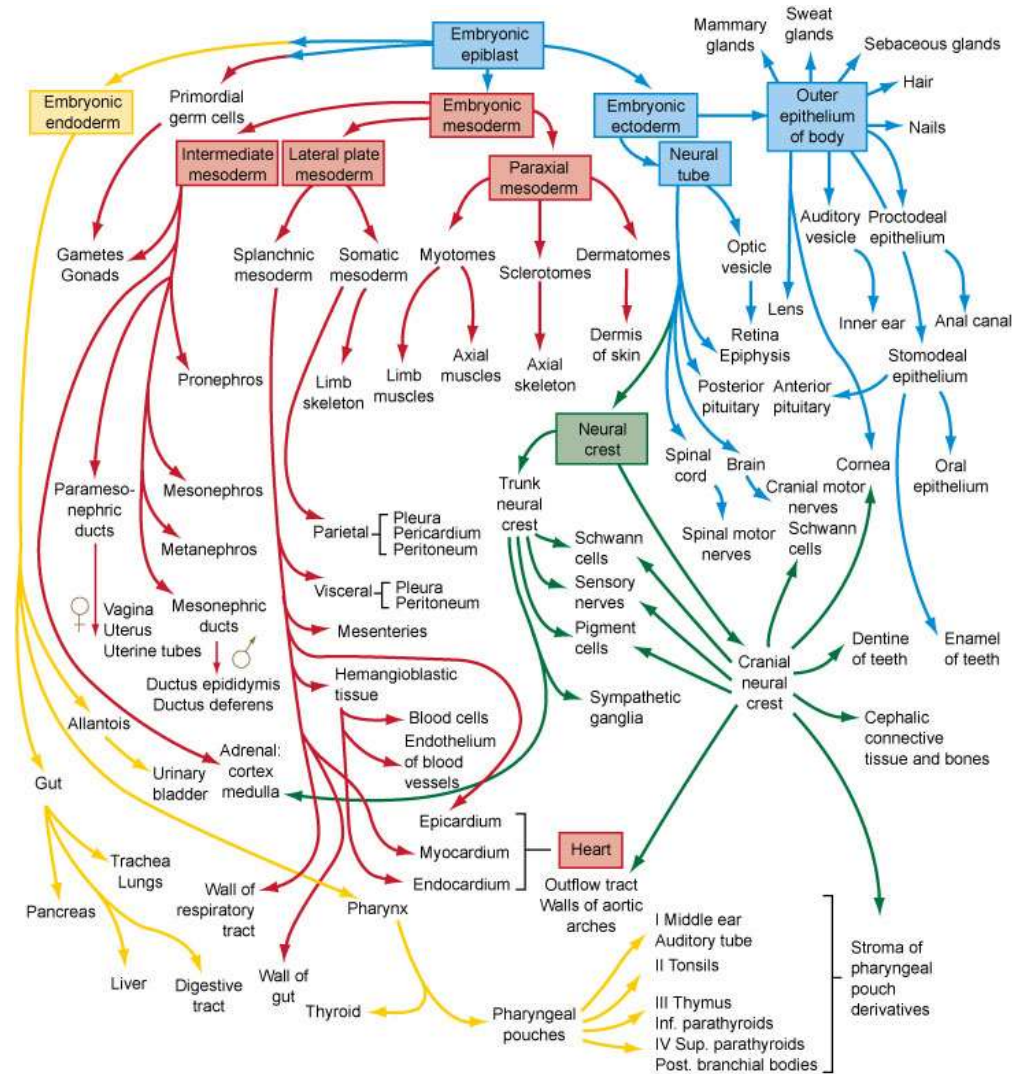 Embryonic
epiblast
Mammary
glands
Sweat
glands
Sebaceous glands
Hair
Nails
Embryonic
endoderm
Primordial
germ cells
Embryonic
mesoderm
Embryonic
ectoderm
Outer
epithelium
of body
Intermediate
mesoderm
Lateral plate
mesoderm
Paraxial
mesoderm
Neural
tube
Gametes
Gonads
Splanchnic
mesoderm
Somatic
mesoderm
Myotomes
Sclerotomes
Dermatomes
Optic
vesicle
Auditory
vesicle
Proctodeal
epithelium
Lens
Inner ear
Anal canal
Pronephros
Limb
skeleton
Limb
muscles
Axial
muscles
Axial
skeleton
Dermis
of skin
Retina
Epiphysis
Posterior
pituitary
Anterior
pituitary
Stomodeal
epithelium
Neural
crest
Spinal
cord
Brain
Cranial motor
nerves
Cornea
Oral
epithelium
Parameso-
nephric
ducts
Mesonephros
Metanephros
Trunk
neural
crest
Parietal
Pleura
Pericardium
Peritoneum
Spinal motor
nerves
Schwann
cells
Schwann
cells
Visceral
Pleura
Peritoneum
Sensory
nerves
♀
Vagina
Uterus
Uterine tubes
Mesonephric
ducts
♂
Ductus epididymis
Ductus deferens
Mesenteries
Pigment
cells
Cranial
neural
crest
Dentine
of teeth
Enamel
of teeth
Hemangioblastic
tissue
Sympathetic
ganglia
Blood cells
Endothelium
of blood
vessels
Cephalic
connective
tissue and bones
Allantois
Gut
Urinary
bladder
Adrenal:
cortex
medulla
Epicardium
Myocardium
Endocardium
Heart
Outflow tract
Walls of aortic
arches
Trachea
Lungs
Pancreas
Liver
Digestive
tract
Wall of
respiratory
tract
Wall of
gut
Pharynx
Thyroid
Pharyngeal
pouches
I Middle ear
Auditory tube
II Tonsils
III Thymus
Inf. parathyroids
IV Sup. parathyroids
Post. branchial bodies
Stroma of
pharyngeal
pouch
derivatives